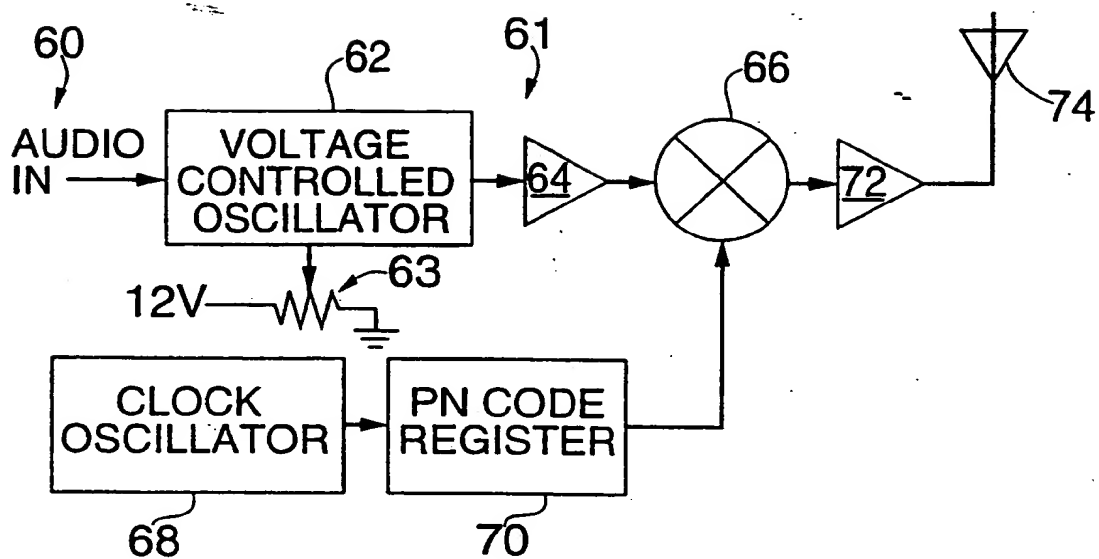 60
62
61
66
74
AUDIO
IN
VOLTAGE
CONTROLLED
OSCILLATOR
64
72
63
12V
CLOCK
OSCILLATOR
PN CODE
REGISTER
68
70